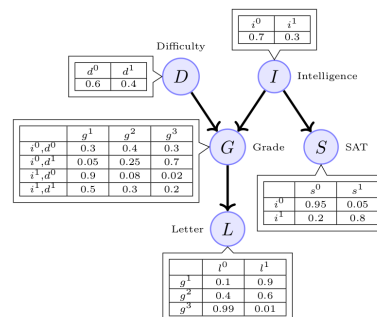 i⁰ i¹
0.7 0.3
Difficulty
d⁰ d¹
0.6 0.4
D
I
Intelligence
g¹ g² g³
i⁰,d⁰ 0.3 0.4 0.3
i⁰,d¹ 0.05 0.25 0.7
i¹,d⁰ 0.9 0.08 0.02
i¹,d¹ 0.5 0.3 0.2
G
Grade
S
SAT
s⁰ s¹
i⁰ 0.95 0.05
i¹ 0.2 0.8
Letter
L
l⁰ l¹
g¹ 0.1 0.9
g² 0.4 0.6
g³ 0.99 0.01